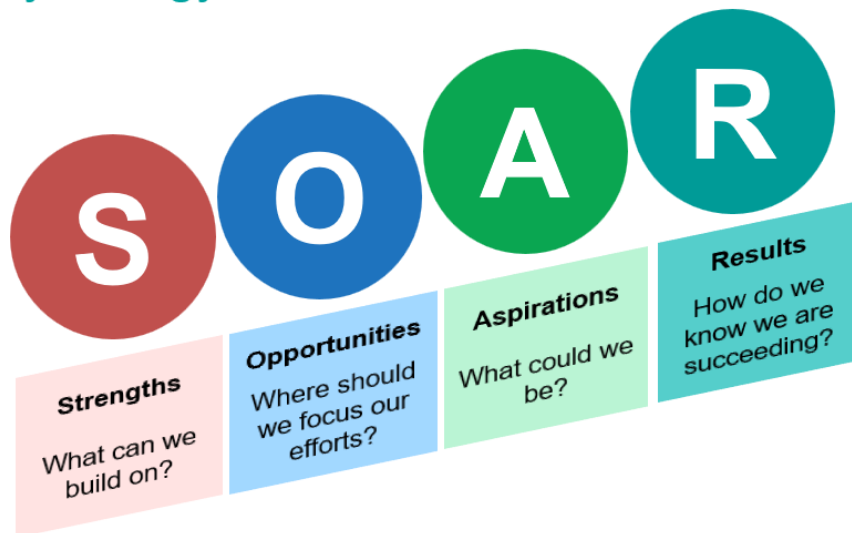 S
O
A
R
Strengths
What can we
build on?
Opportunities
Where should
we focus our
efforts?
Aspirations
What could we
be?
Results
How do we
know we are
succeeding?